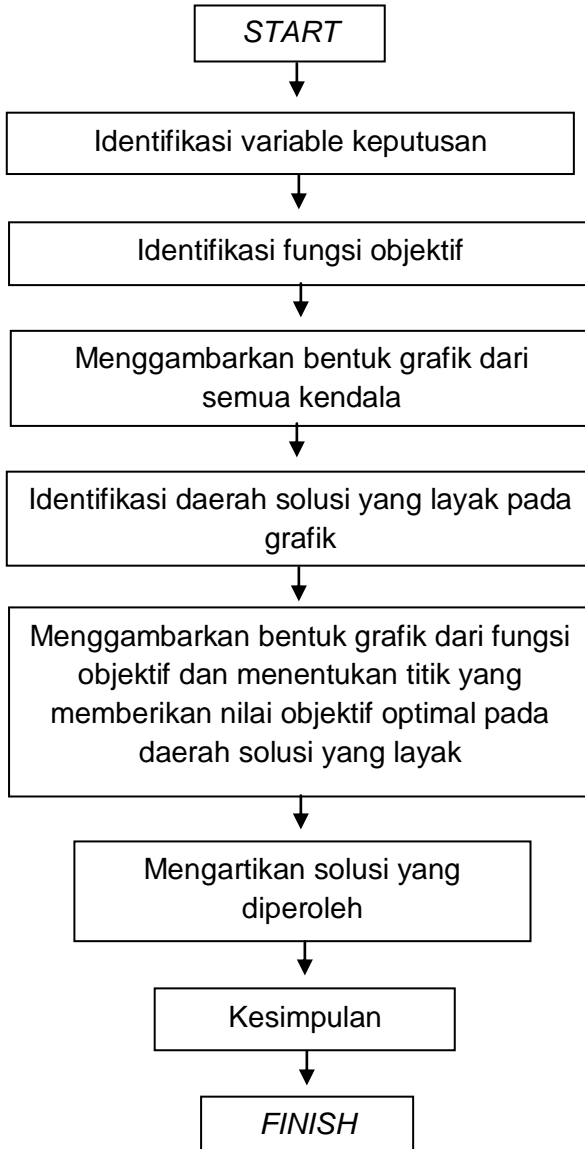 START
Identifikasi variable keputusan
Identifikasi fungsi objektif
Menggambarkan bentuk grafik dari
semua kendala
Identifikasi daerah solusi yang layak pada
grafik
Menggambarkan bentuk grafik dari fungsi
objektif dan menentukan titik yang
memberikan nilai objektif optimal pada
daerah solusi yang layak
Mengartikan solusi yang
diperoleh
Kesimpulan
FINISH